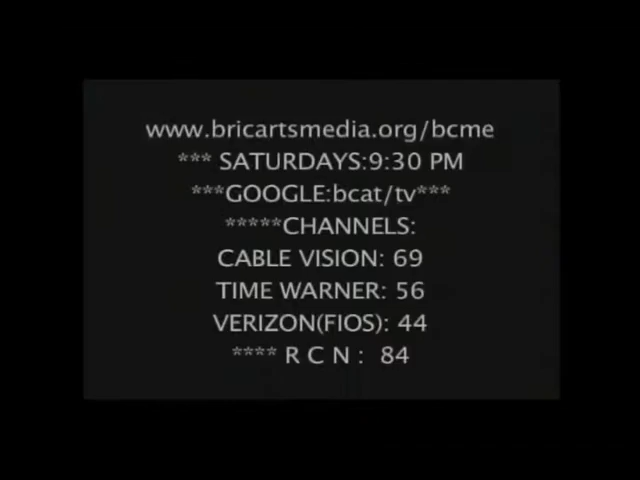 www.bricartsmedia.org/bcme
*** SATURDAYS:9:30 PM
***GOOGLE:bcat/tv***
*****CHANNELS:
CABLE VISION: 69
TIME WARNER: 56
VERIZON(FIOS): 44
**** R C N :  84